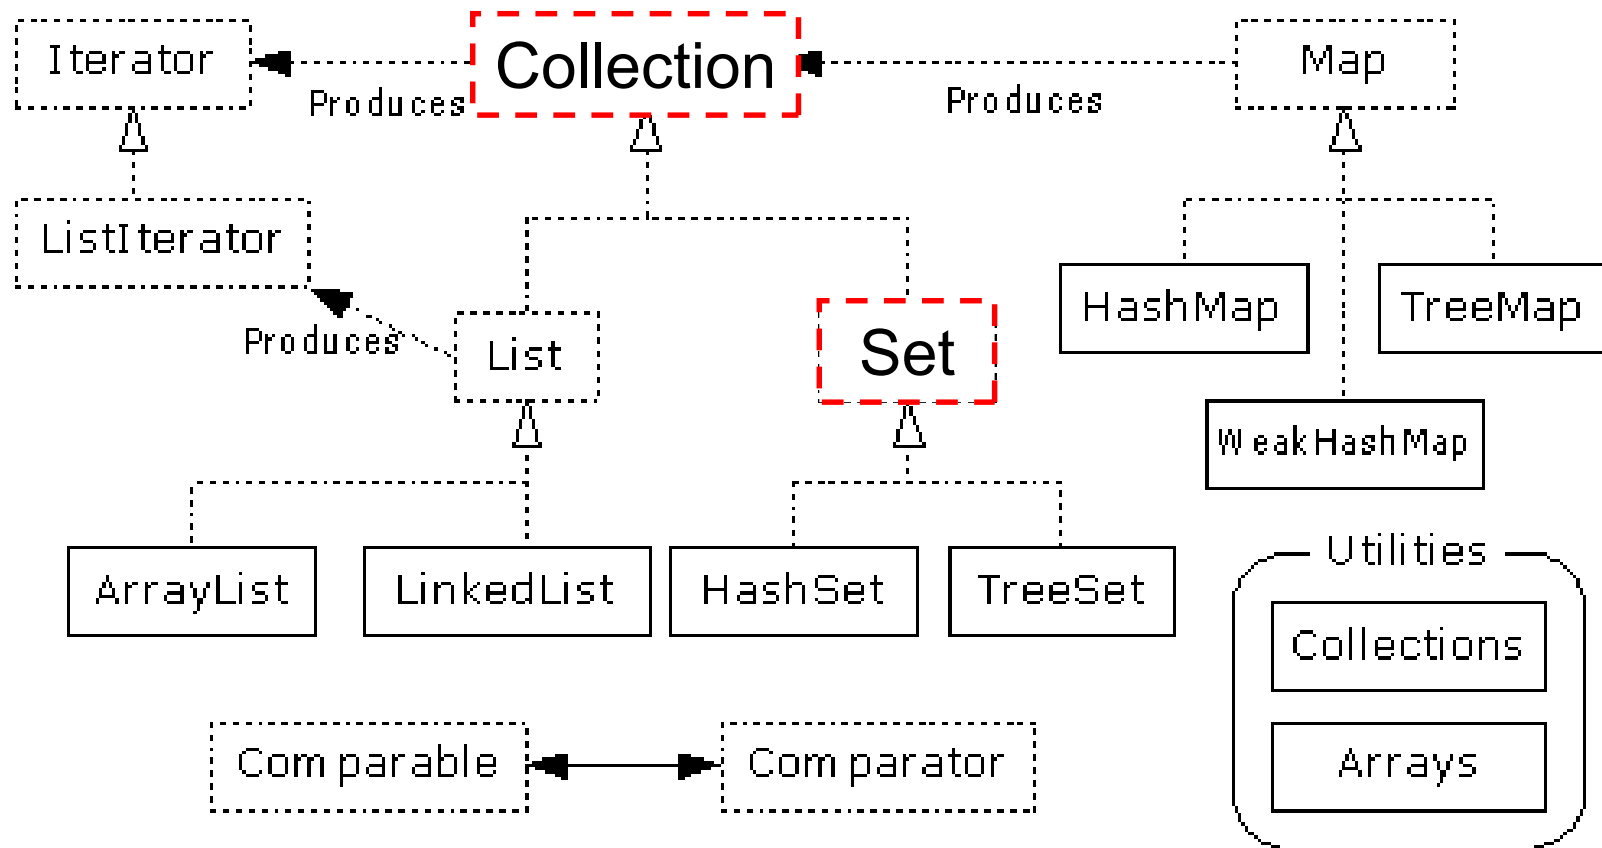 Iterator
Collection
Map
Produces
Produces
ListIterator
HashMap
TreeMap
Produces
List
Set
WeakHashMap
ArrayList
LinkedList
HashSet
TreeSet
Utilities
Collections
Comparable
Comparator
Arrays